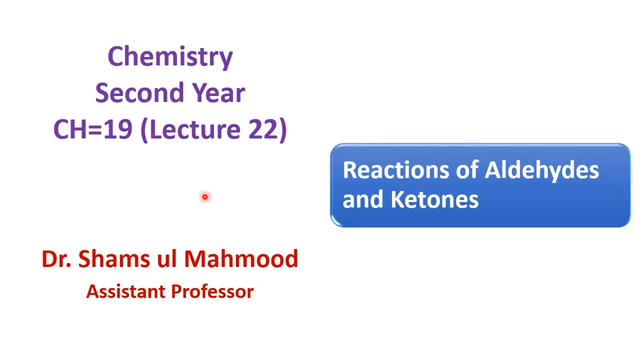 Chemistry
Second Year
CH=19 (Lecture 22)
Reactions of Aldehydes
and Ketones
Dr. Shams ul Mahmood
Assistant Professor